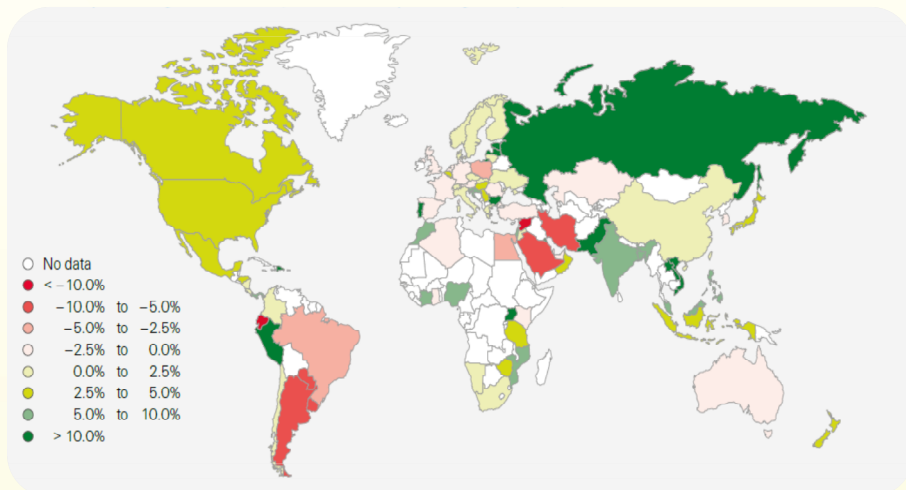 No data
< −10.0%
−10.0% to −5.0%
−5.0% to −2.5%
−2.5% to 0.0%
0.0% to 2.5%
2.5% to 5.0%
5.0% to 10.0%
> 10.0%